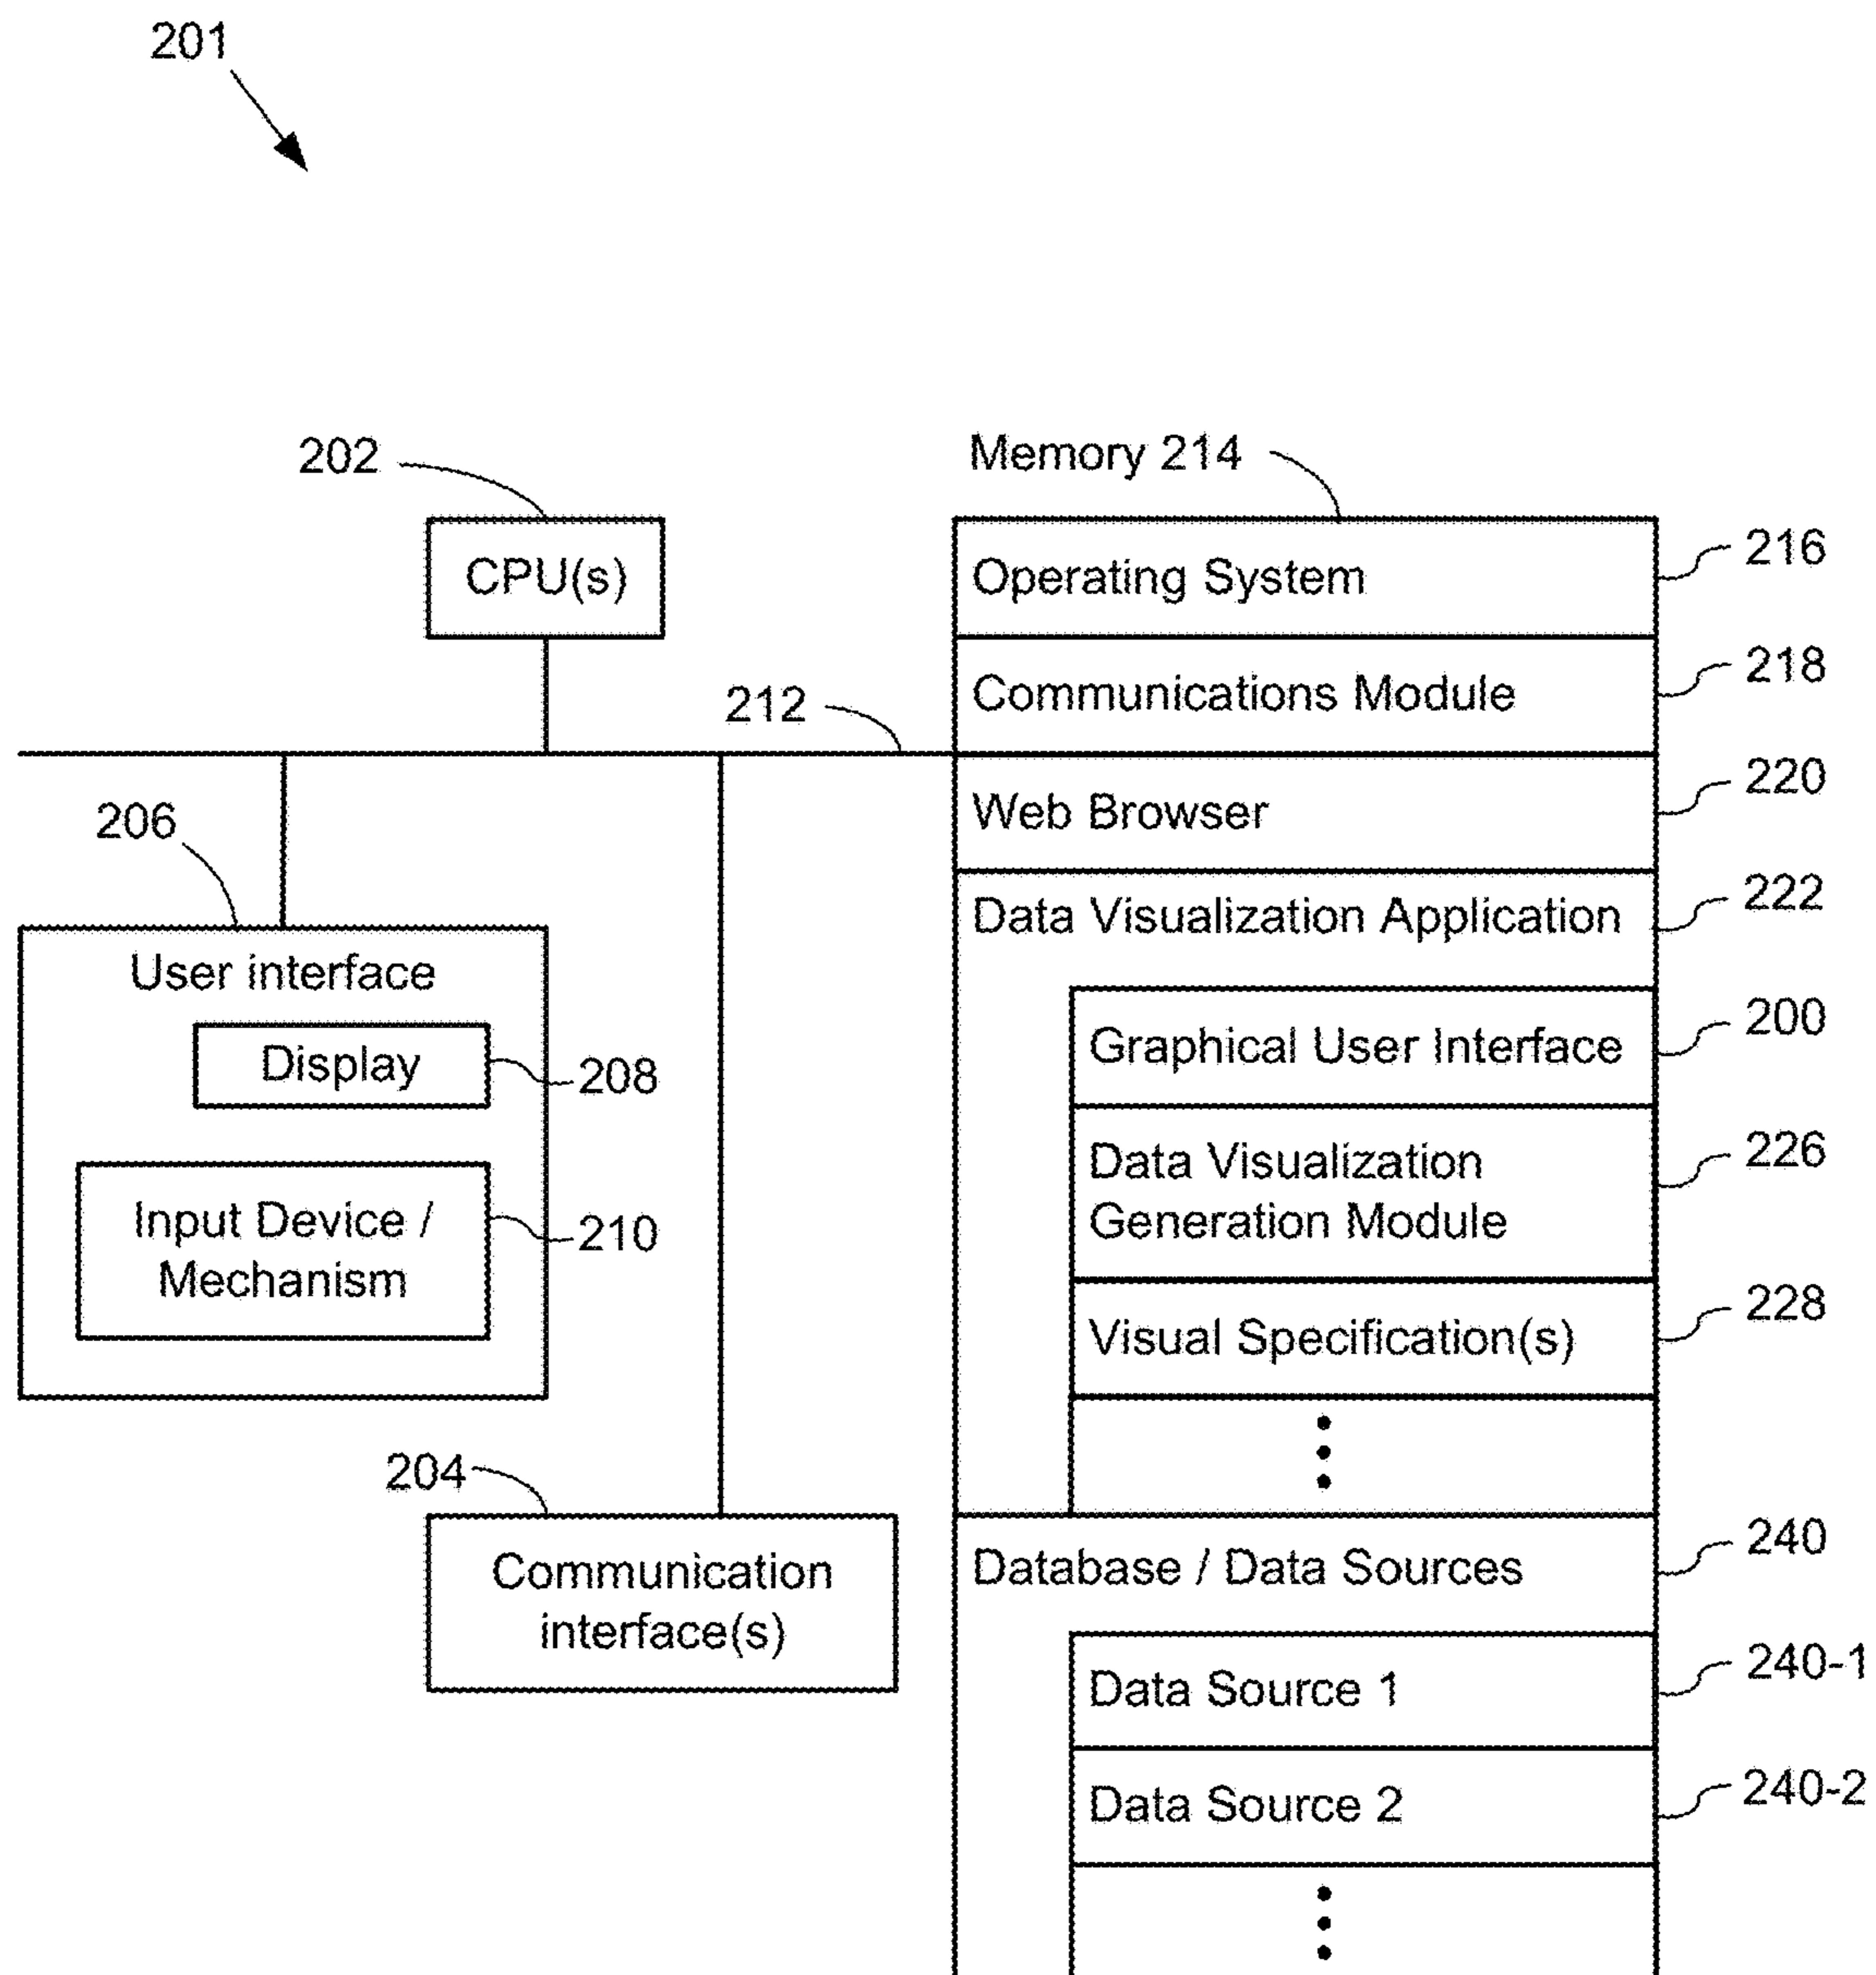 201
202
CPU(s)
212
206
User interface
Display
208
Input Device /
Mechanism
210
204
Communication
interface(s)
Memory 214
Operating System
216
Communications Module
218
Web Browser
220
Data Visualization Application
222
Graphical User Interface
200
Data Visualization
Generation Module
226
Visual Specification(s)
228
Database / Data Sources
240
Data Source 1
240-1
Data Source 2
240-2